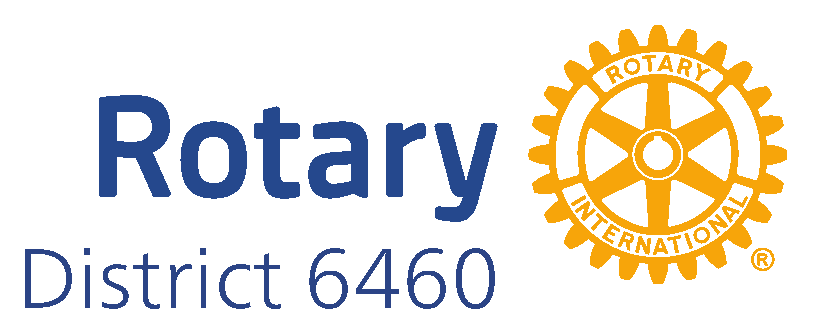 Rotary
District 6460
ROTARY
INTERNATIONAL
®